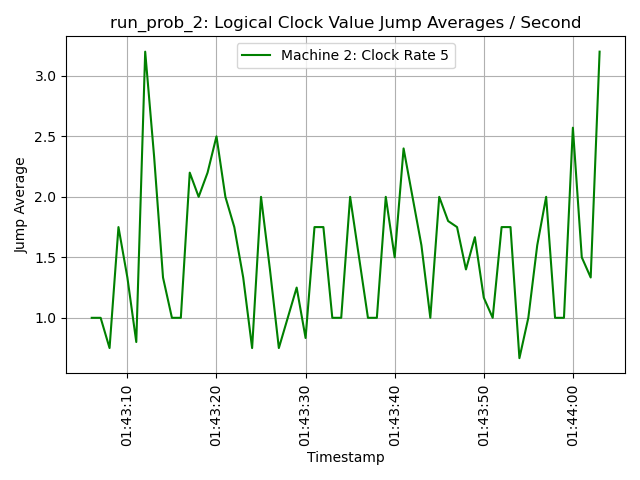 run_prob_2: Logical Clock Value Jump Averages / Second
Machine 2: Clock Rate 5
Jump Average
3.0
2.5
2.0
1.5
1.0
01:43:10
01:43:20
01:43:30
01:43:40
01:43:50
01:44:00
Timestamp